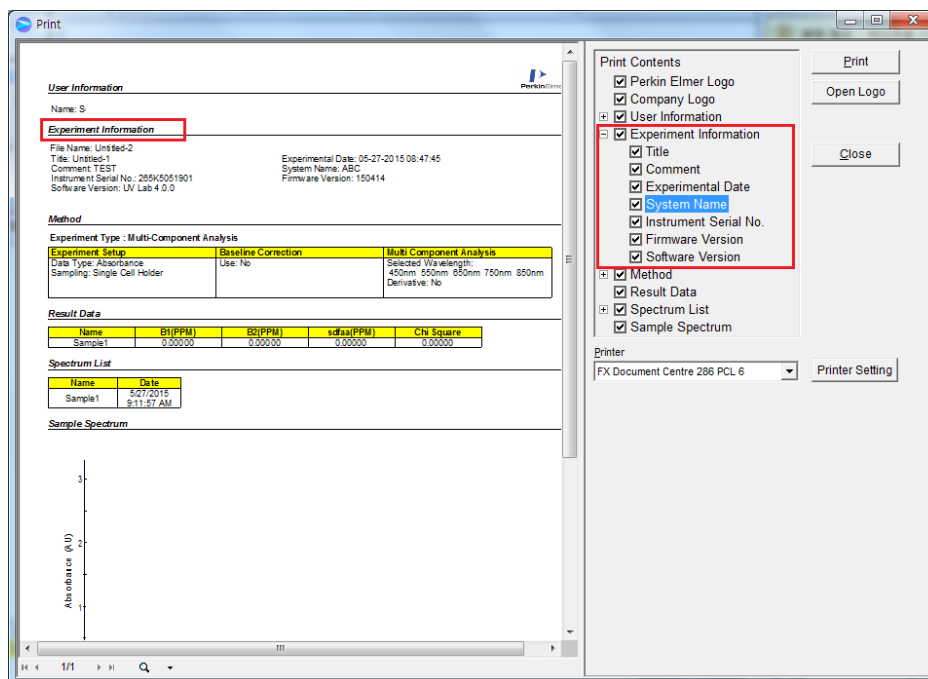 Print
User Information
PerkinElme
Name: S
Experiment Information
File Name: Untitled-2
Title: Untitled-1
Experimental Date: 05-27-2015 08:47:45
Comment: TEST
System Name: ABC
Instrument Serial No.: 265K5051901
Firmware Version: 150414
Software Version: UV Lab 4.0.0
Method
Experiment Type : Multi-Component Analysis
Experiment Setup Baseline Correction Multi Component Analysis
Data Type: Absorbance Use: No Selected Wavelength:
Sampling: Single Cell Holder 450nm 550nm 650nm 750nm 850nm
Derivative: No
Result Data
Name B1(PPM) B2(PPM) sdfaa(PPM) Chi Square
Sample1 0.00000 0.00000 0.00000 0.00000
Spectrum List
Name Date
Sample1 5/27/2015
9:11:57 AM
Sample Spectrum
3
2
1
Absorbance (AU)
1/1
Print Contents
Perkin Elmer Logo
Company Logo
User Information
Experiment Information
Title
Comment
Experimental Date
System Name
Instrument Serial No.
Firmware Version
Software Version
Method
Result Data
Spectrum List
Sample Spectrum
Printer
FX Document Centre 286 PCL 6
Printer Setting
Print
Open Logo
Close